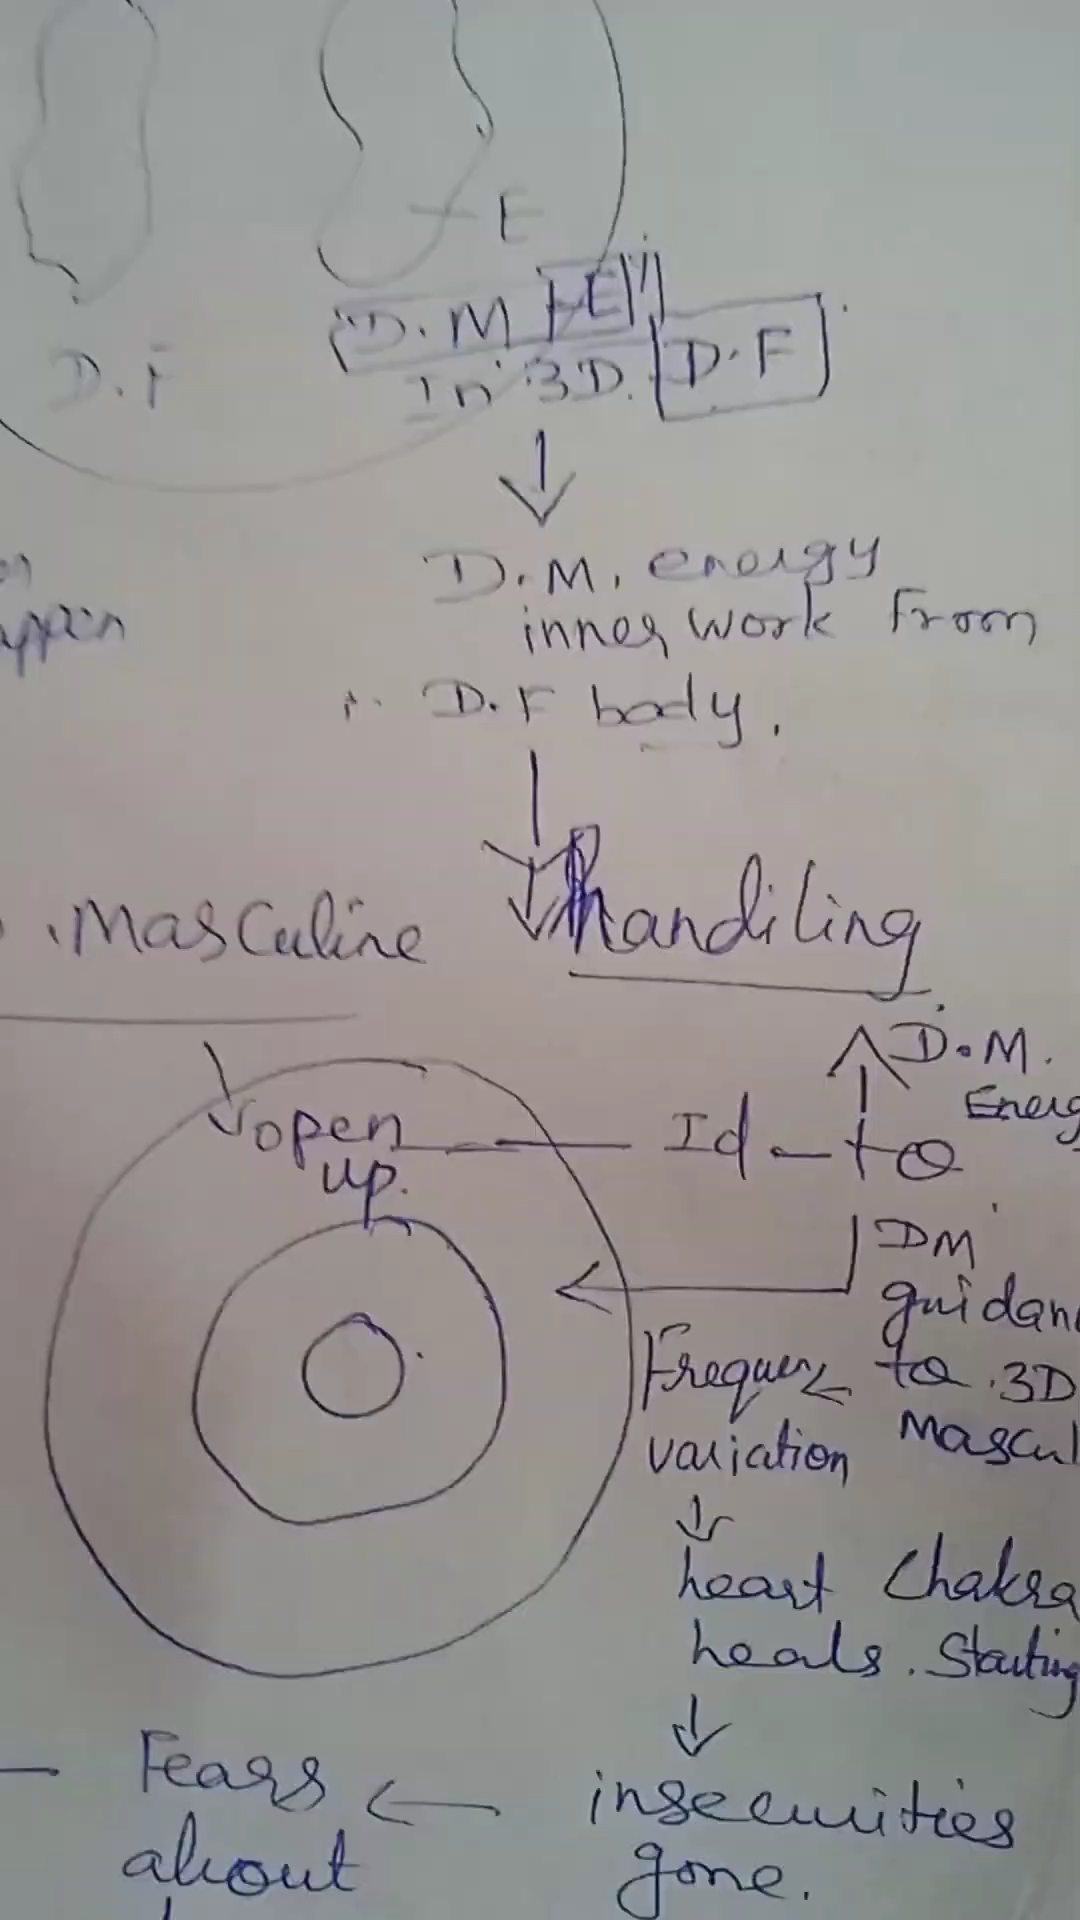 - E
D.F
"D.M +E"
In 3D. D.F
D.M. energy
inner work From
D.F body.
. Masculine
handiling
D.M.
Energ
open
up.
Id - to
DM
guidan
to .3D
Mascul
Frequen
variation
heart Chakra
heals. Starting
insecurities
gone.
Fears
about